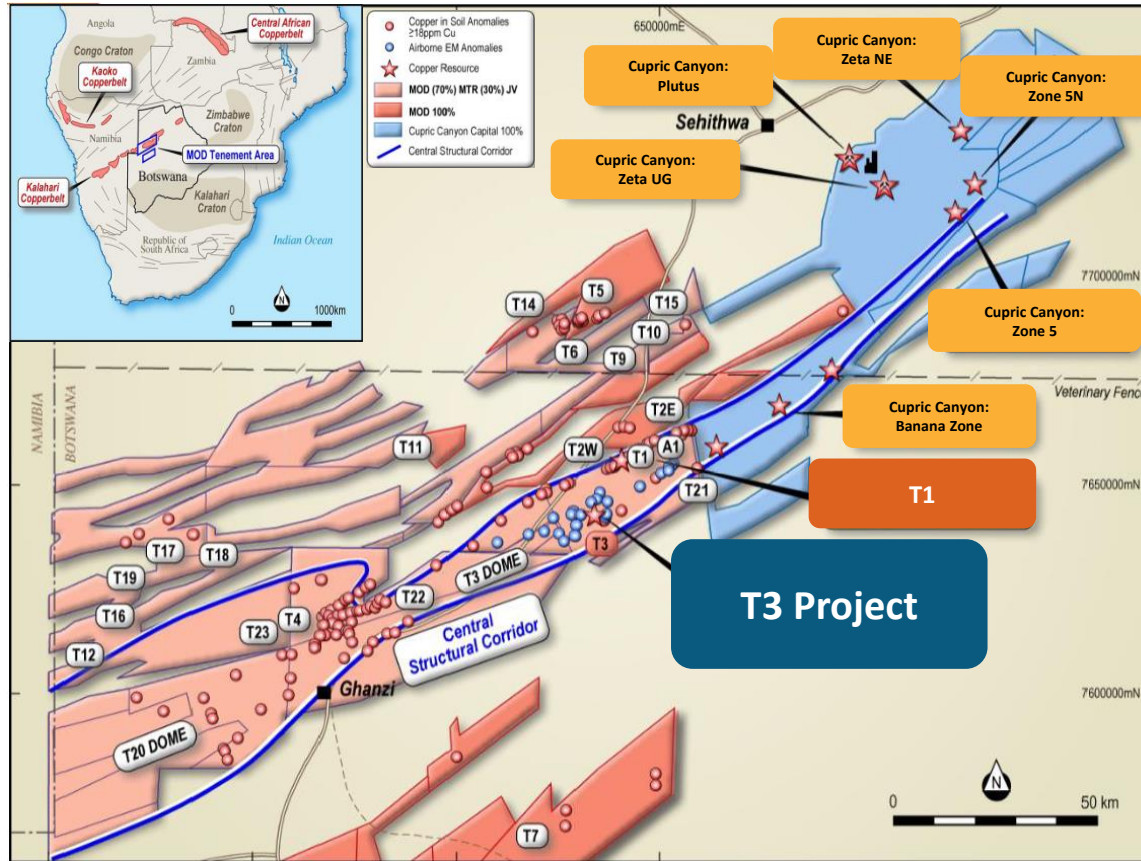 Angola
Central African
Copperbelt
Congo Craton
Zambia
Kaoko
Copperbelt
Zimbabwe
Craton
Namibia
MOD Tenement Area
Botswana
Kalahari
Copperbelt
Kalahari
Craton
Republic of
South Africa
Indian Ocean
0
N
1000km
Copper in Soil Anomalies
≥18ppm Cu
Airborne EM Anomalies
Copper Resource
MOD (70%) MTR (30%) JV
MOD 100%
Cupric Canyon Capital 100%
Central Structural Corridor
650000mE
Cupric Canyon:
Plutus
Cupric Canyon:
Zeta NE
Cupric Canyon:
Zone 5N
Sehithwa
Cupric Canyon:
Zeta UG
7700000mN
T14
T5
T15
T10
T6
T9
Cupric Canyon:
Zone 5
NAMIBIA
BOTSWANA
Veterinary Fence
T2E
Cupric Canyon:
Banana Zone
T11
T2W
T1
A1
T1
T21
7650000mN
T3
T17
T18
T3 DOME
T19
T22
T3 Project
T16
T4
T23
Central
Structural Corridor
T12
Ghanzi
7600000mN
T20 DOME
N
0
50 km
T7